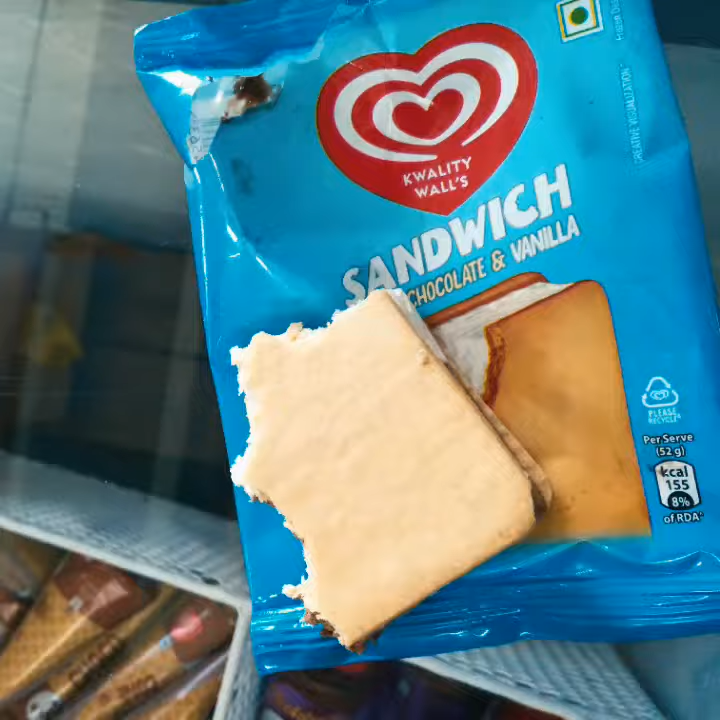 KWALITY
WALL'S
SANDWICH
CHOCOLATE & VANILLA
CREATIVE VISUALIZATION
PLEASE
RECYCLE
Per Serve
(52 g)
kcal
155
8%
of RDA*